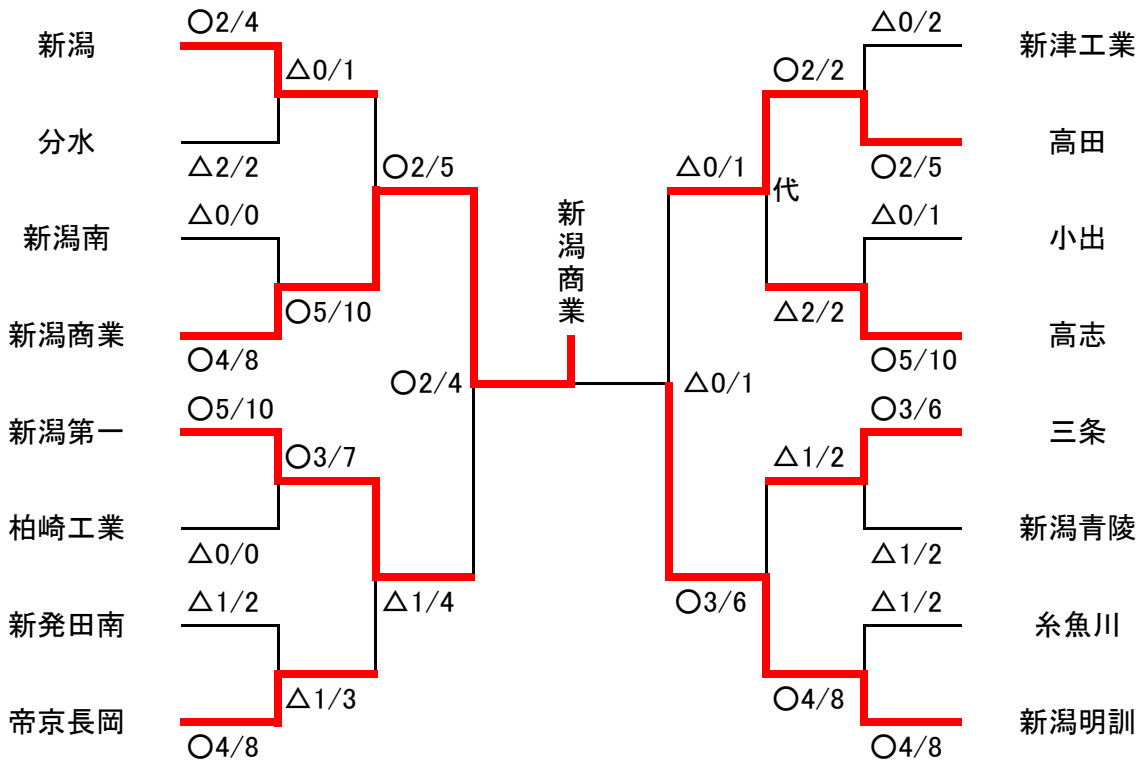 ○2/4
新潟
△0/1
分水
△2/2
○2/5
△0/0
新潟南
○5/10
新潟商業
○4/8
○2/4
○5/10
新潟第一
○3/7
柏崎工業
△0/0
△1/2
新発田南
△1/4
△1/3
帝京長岡
○4/8
新潟商業
△0/2
新津工業
○2/2
高田
○2/5
△0/1
代
△0/1
小出
△2/2
高志
○5/10
△0/1
○3/6
三条
△1/2
新潟青陵
△1/2
△1/2
糸魚川
○3/6
○4/8
新潟明訓
○4/8